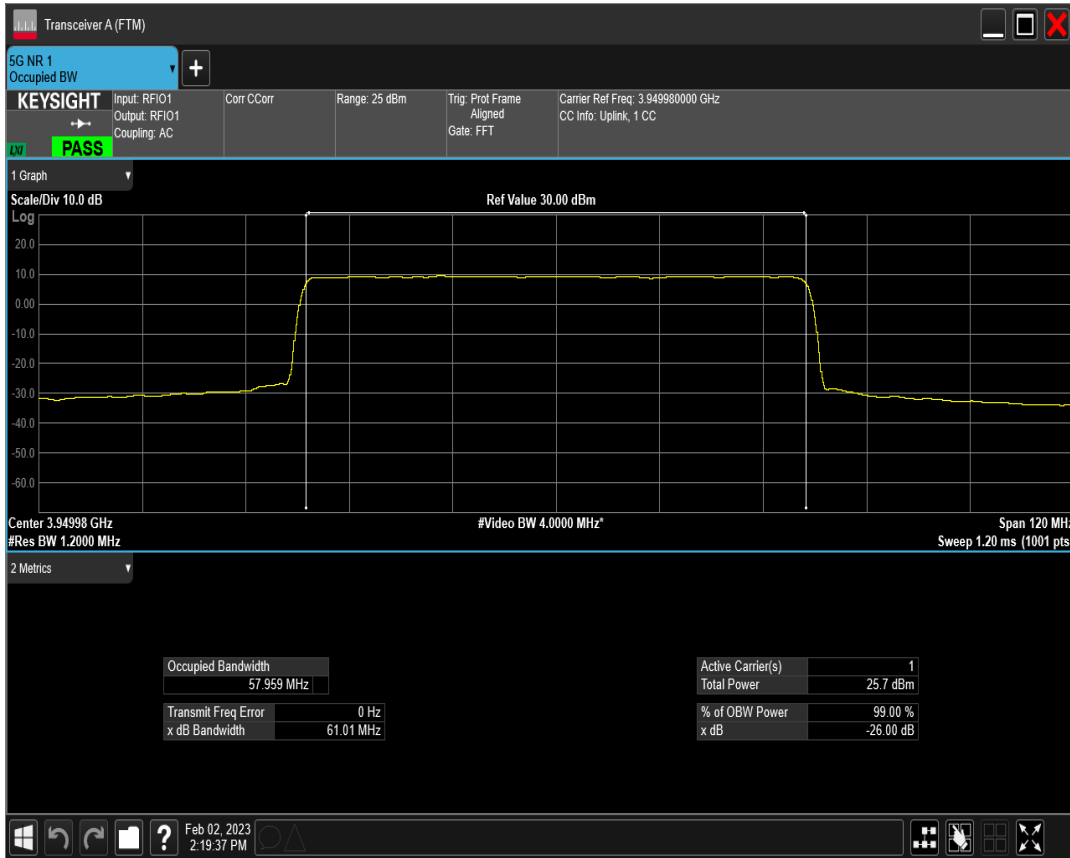 Transceiver A (FTM)
5G NR 1
Occupied BW
+
KEYSIGHT
LXI
PASS
Input: RFIO1
Output: RFIO1
Coupling: AC
Corr CCorr
Range: 25 dBm
Trig: Prot Frame
Aligned
Gate: FFT
Carrier Ref Freq: 3.949980000 GHz
CC Info: Uplink, 1 CC
1 Graph
Scale/Div 10.0 dB
Ref Value 30.00 dBm
Log
20.0
10.0
0.00
-10.0
-20.0
-30.0
-40.0
-50.0
-60.0
Center 3.94998 GHz
#Video BW 4.0000 MHz*
Span 120 MHz
#Res BW 1.2000 MHz
Sweep 1.20 ms (1001 pts
2 Metrics
Occupied Bandwidth
57.959 MHz
Transmit Freq Error 0 Hz
x dB Bandwidth 61.01 MHz
Active Carrier(s) 1
Total Power 25.7 dBm
% of OBW Power 99.00 %
x dB -26.00 dB
?
Feb 02, 2023
2:19:37 PM